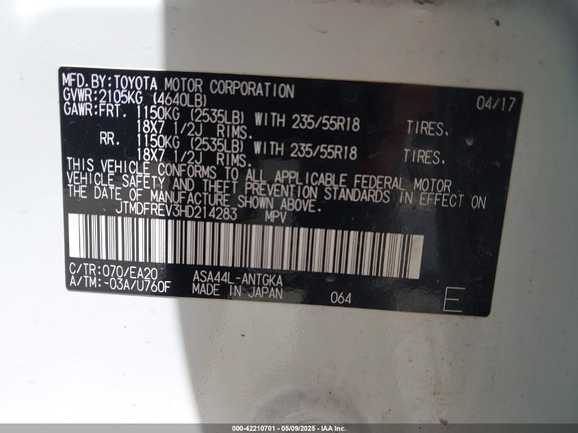 MFD.BY:TOYOTA MOTOR CORPORATION 04/17
GVWR:2105KG (4640LB)
GAWR:FRT. 1150KG (2535LB) WITH 235/55R18 TIRES.
18X7 1/2J RIMS.
RR. 1150KG (2535LB) WITH 235/55R18 TIRES.
18X7 1/2J RIMS.
THIS VEHICLE CONFORMS TO ALL APPLICABLE FEDERAL MOTOR
VEHICLE SAFETY AND THEFT PREVENTION STANDARDS IN EFFECT ON
THE DATE OF MANUFACTURE SHOWN ABOVE.
JTMDFREV3HD214283 MPV
C/TR:070/EA20 ASA44L-ANTGKA
A/TM:-03A/U760F MADE IN JAPAN 064 E
000-42210701 - 05/09/2025 - IAA Inc.